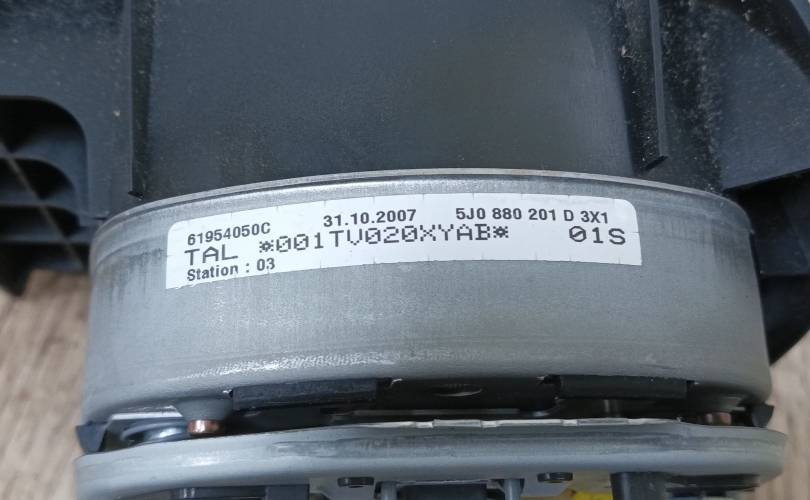 61954050C 31.10.2007 5J0 880 201 D 3X1
TAL *001TV020XYAB* 01S
Station : 03